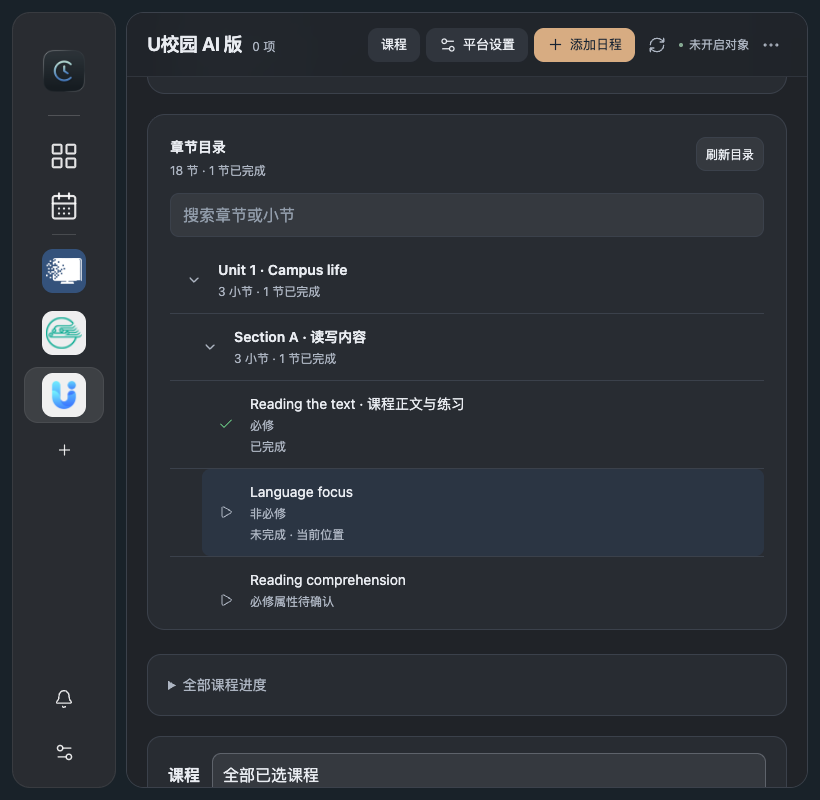 U校园 AI 版 0 项 课程 平台设置 添加日程 未开启对象
章节目录
18 节 · 1 节已完成
刷新目录
搜索章节或小节
Unit 1 · Campus life
3 小节 · 1 节已完成
Section A · 读写内容
3 小节 · 1 节已完成
Reading the text · 课程正文与练习
必修
已完成
Language focus
非必修
未完成 · 当前位置
Reading comprehension
必修属性待确认
全部课程进度
课程 全部已选课程